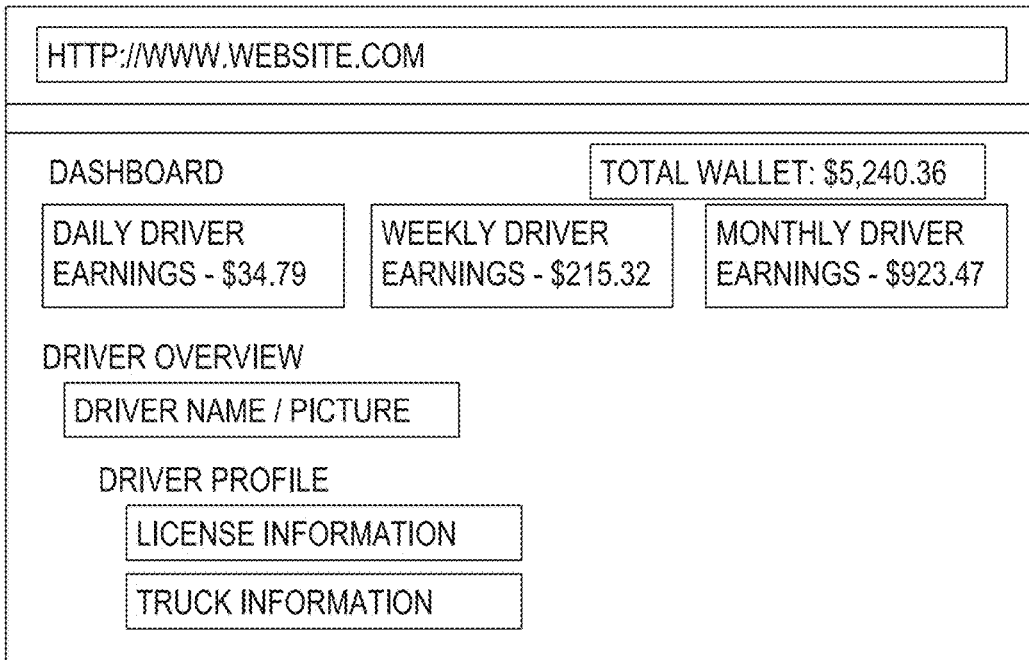 HTTP://WWW.WEBSITE.COM
DASHBOARD
TOTAL WALLET: $5,240.36
DAILY DRIVER
EARNINGS - $34.79
WEEKLY DRIVER
EARNINGS - $215.32
MONTHLY DRIVER
EARNINGS - $923.47
DRIVER OVERVIEW
DRIVER NAME / PICTURE
DRIVER PROFILE
LICENSE INFORMATION
TRUCK INFORMATION